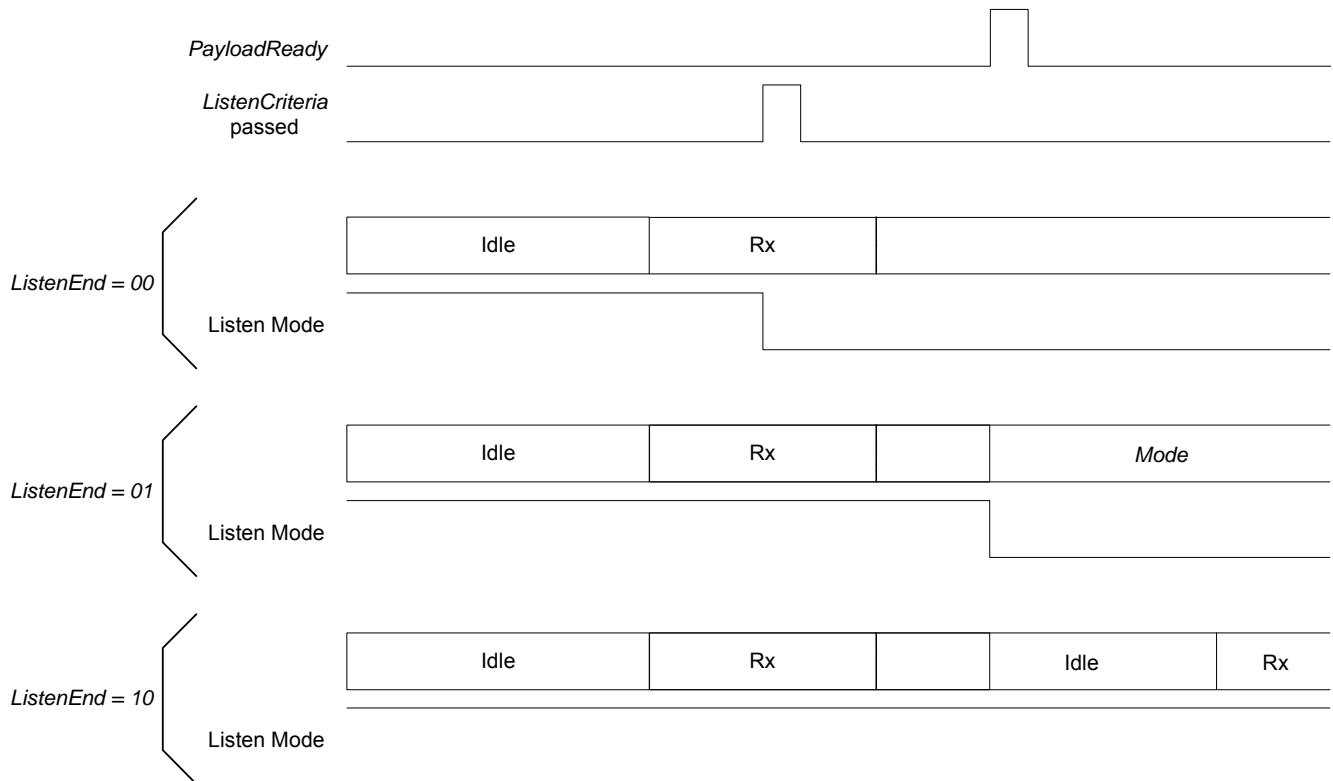 PayloadReady
ListenCriteria
passed
Idle
Rx
ListenEnd = 00
Listen Mode
Idle
Rx
Mode
ListenEnd = 01
Listen Mode
Idle
Rx
Idle
Rx
ListenEnd = 10
Listen Mode